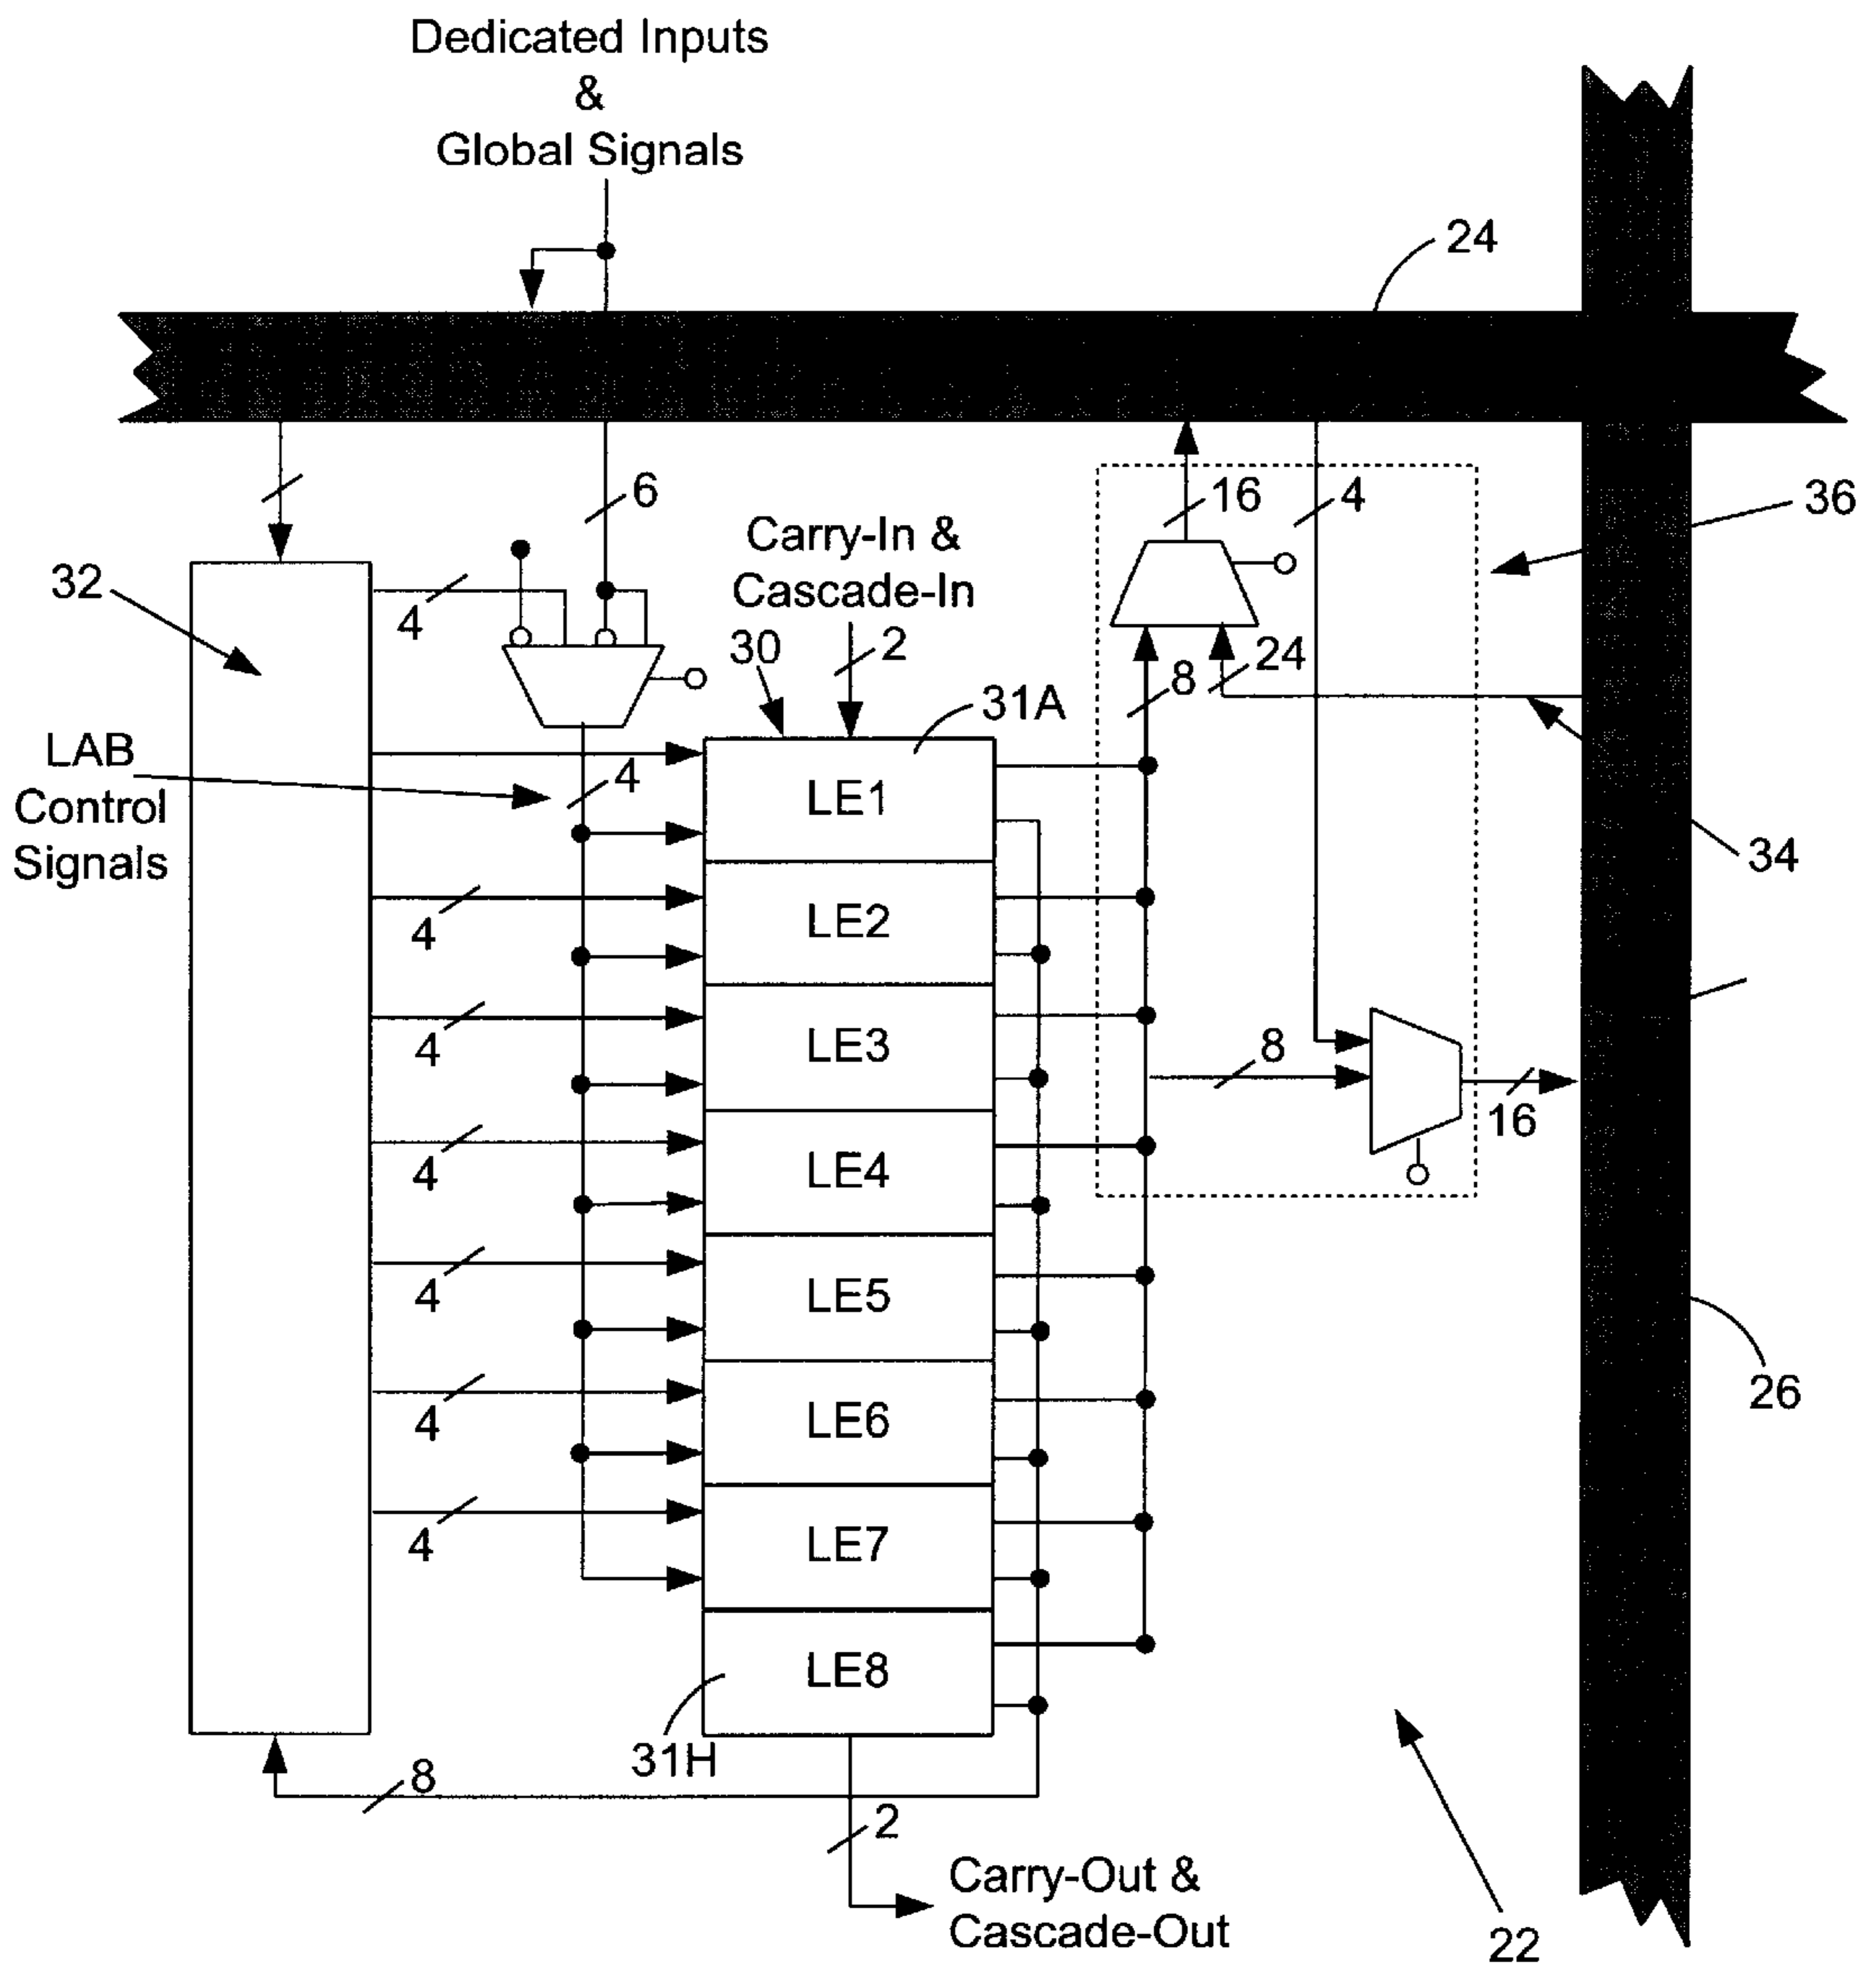 Dedicated Inputs
&
Global Signals
24
6
16
4
36
Carry-In &
Cascade-In
32
4
30
2
8
24
31A
LAB
Control
Signals
4
LE1
34
4
LE2
4
LE3
8
16
4
LE4
4
LE5
26
4
LE6
4
LE7
LE8
31H
8
2
Carry-Out &
Cascade-Out
22